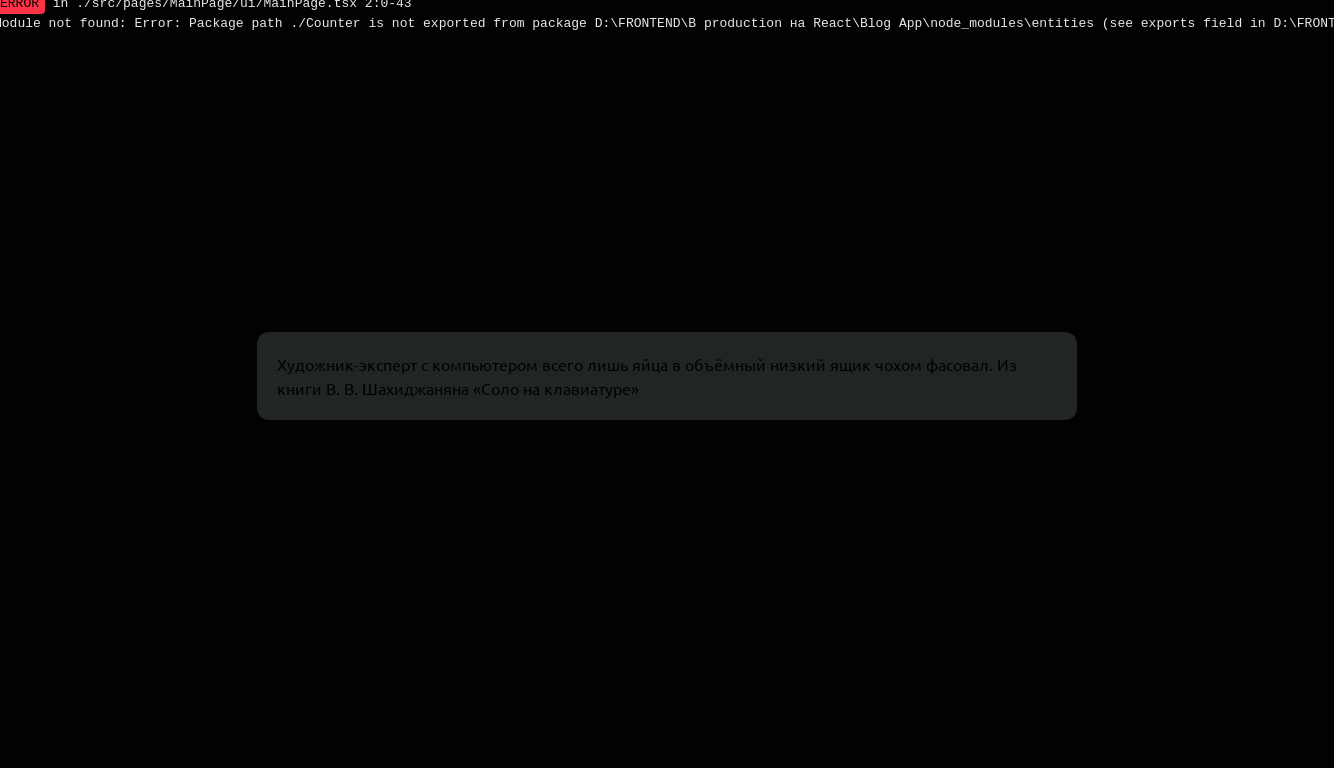 ERROR in ./src/pages/MainPage/ui/MainPage.tsx 2:0-43
Module not found: Error: Package path ./Counter is not exported from package D:\FRONTEND\В production на React\Blog App\node_modules\entities (see exports field in D:\FRONT
Художник-эксперт с компьютером всего лишь яйца в объёмный низкий ящик чохом фасовал. Из
книги В. В. Шахиджаняна «Соло на клавиатуре»